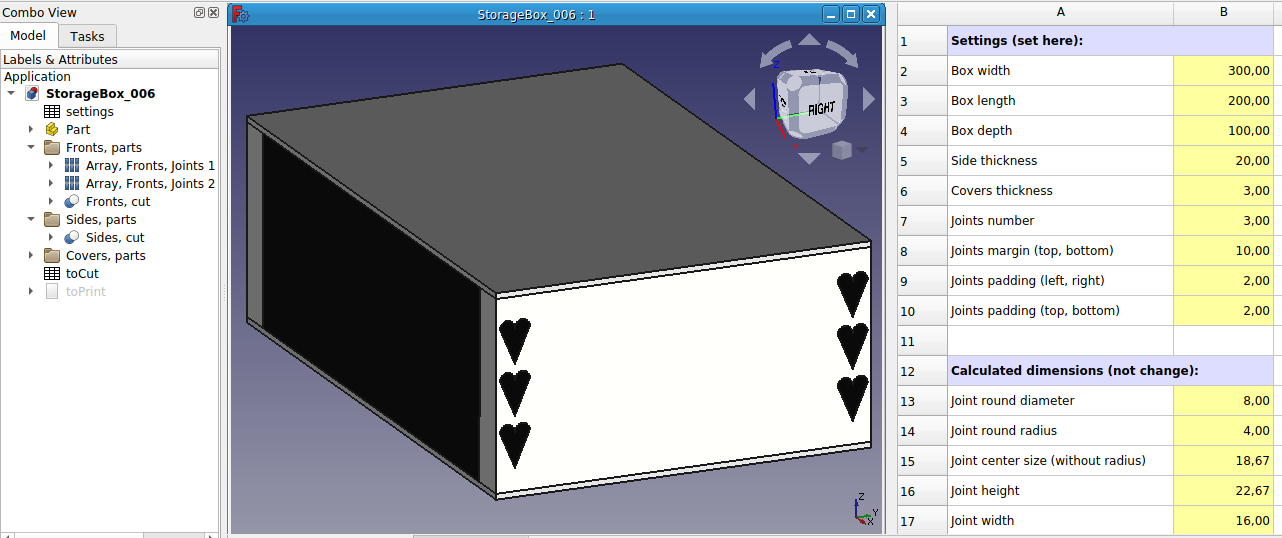 Combo View
Model
Tasks
Labels & Attributes
Application
StorageBox_006
settings
Part
Fronts, parts
Array, Fronts, Joints 1
Array, Fronts, Joints 2
Fronts, cut
Sides, parts
Sides, cut
Covers, parts
toCut
toPrint
StorageBox_006 : 1
Z
RIGHT
Z
Y
X
A B
1 Settings (set here):
2 Box width 300,00
3 Box length 200,00
4 Box depth 100,00
5 Side thickness 20,00
6 Covers thickness 3,00
7 Joints number 3,00
8 Joints margin (top, bottom) 10,00
9 Joints padding (left, right) 2,00
10 Joints padding (top, bottom) 2,00
11
12 Calculated dimensions (not change):
13 Joint round diameter 8,00
14 Joint round radius 4,00
15 Joint center size (without radius) 18,67
16 Joint height 22,67
17 Joint width 16,00